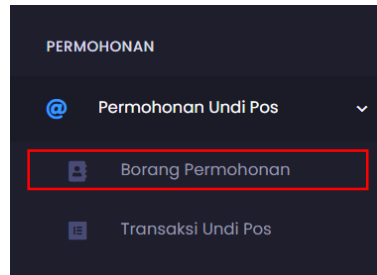 PERMOHONAN
Permohonan Undi Pos
Borang Permohonan
Transaksi Undi Pos